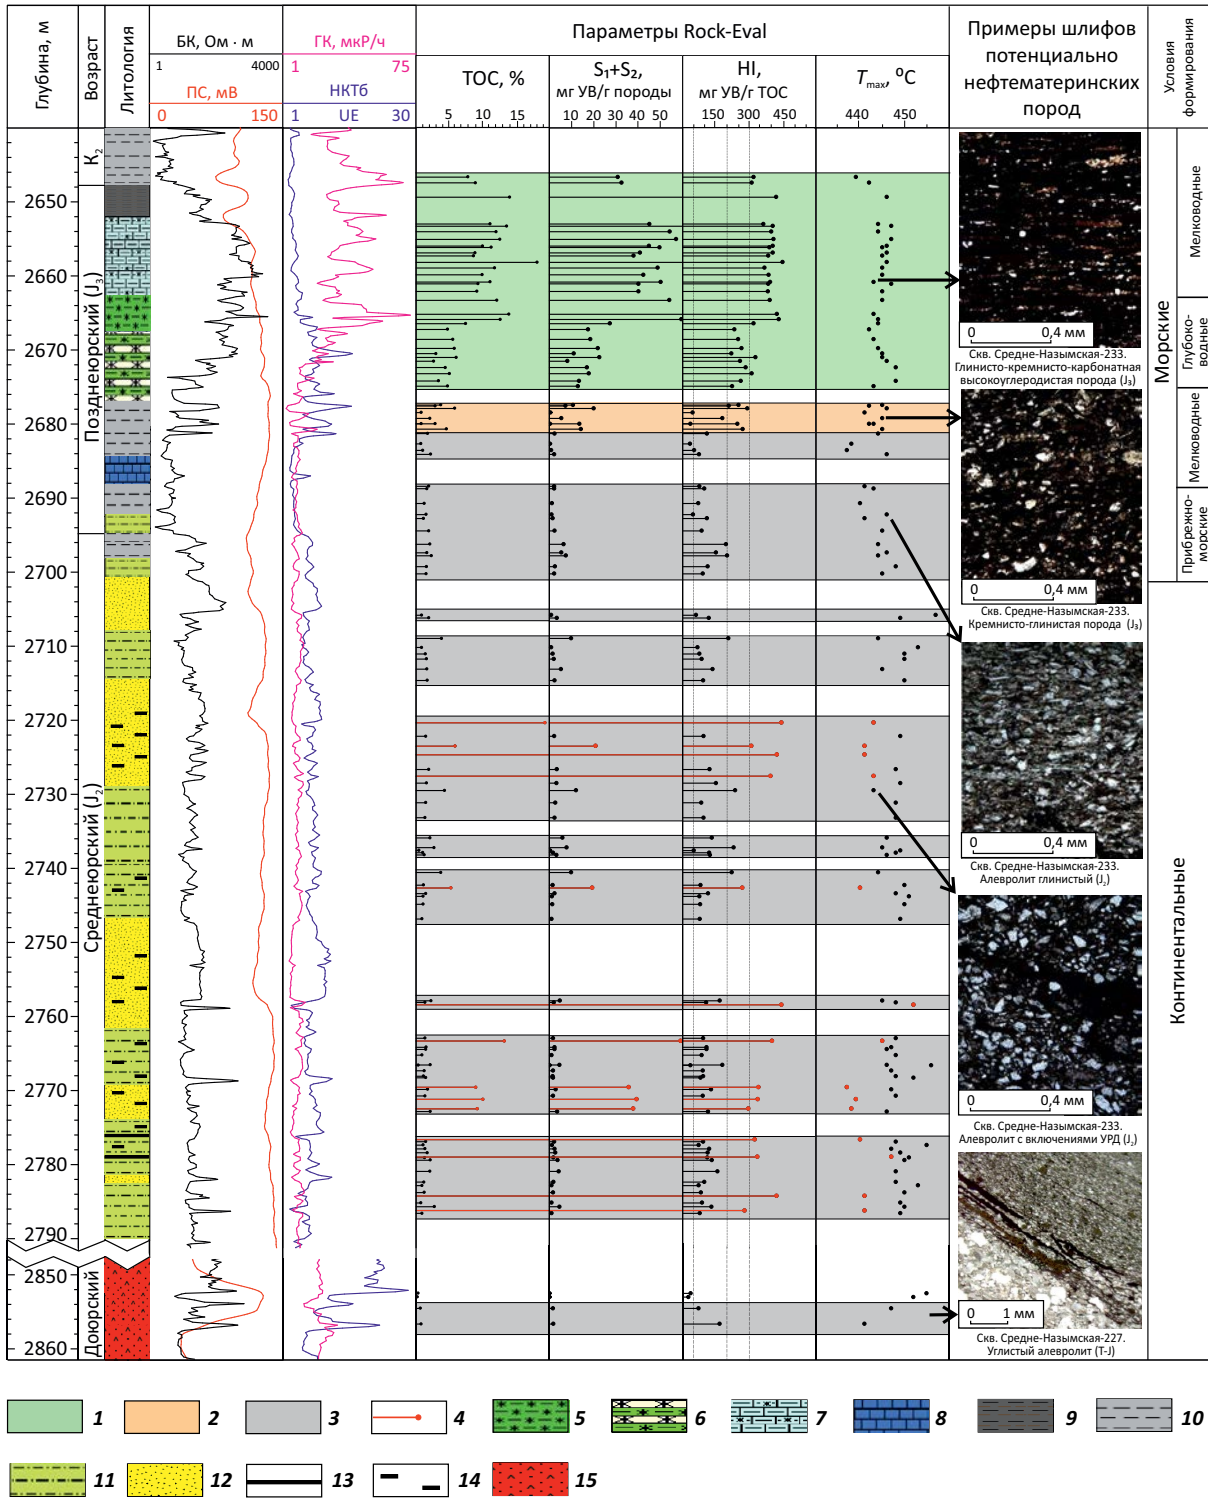 Глубина, м
Возраст
Литология
БК, Ом · м
1 4000
ПС, мВ
0 150
ГК, мкР/ч
1 75
НКТб
1 UE 30
Параметры Rock-Eval
TOC, %
5 10 15
S₁+S₂,
мг УВ/г породы
10 20 30 40
HI,
мг УВ/г TOC
150 300 450
Tmax, ⁰C
440 450
Примеры шлифов
потенциально
нефтематеринских
пород
Условия
формирования
K₂
Позднеюрский (J₃)
Среднеюрский (J₂)
Доюрский
2650
2660
2670
2680
2690
2700
2710
2720
2730
2740
2750
2760
2770
2780
2790
2850
2860
0 0,4 мм
Скв. Средне-Назымская-233.
Глинисто-кремнисто-карбонатная
высокоуглеродистая порода (J₃)
0 0,4 мм
Скв. Средне-Назымская-233.
Кремнисто-глинистая порода (J₃)
0 0,4 мм
Скв. Средне-Назымская-233.
Алевролит глинистый (J₂)
0 0,4 мм
Скв. Средне-Назымская-233.
Алевролит с включениями УРД (J₂)
0 1 мм
Скв. Средне-Назымская-227.
Углистый алевролит (T-J)
Морские
Континентальные
Мелководные
Глубоко-
водные
Мелководные
Прибрежно-
морские
1 2 3 4 5 6 7 8 9 10
11 12 13 14 15